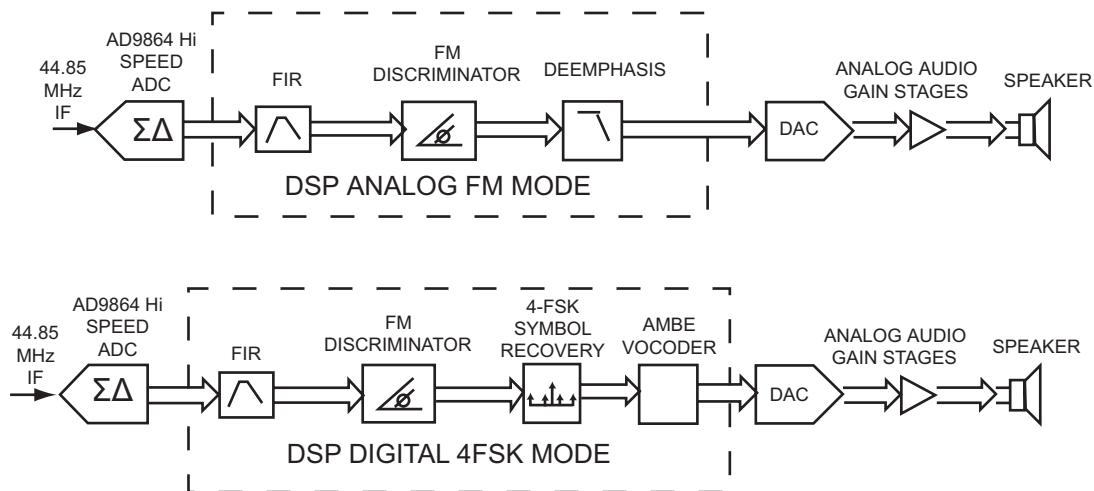 AD9864 Hi
SPEED
ADC
44.85
MHz
IF
ΣΔ
FIR
FM
DISCRIMINATOR
DEEMPHASIS
DAC
ANALOG AUDIO
GAIN STAGES
SPEAKER
DSP ANALOG FM MODE
AD9864 Hi
SPEED
ADC
44.85
MHz
IF
ΣΔ
FIR
FM
DISCRIMINATOR
4-FSK
SYMBOL
RECOVERY
AMBE
VOCODER
DAC
ANALOG AUDIO
GAIN STAGES
SPEAKER
DSP DIGITAL 4FSK MODE